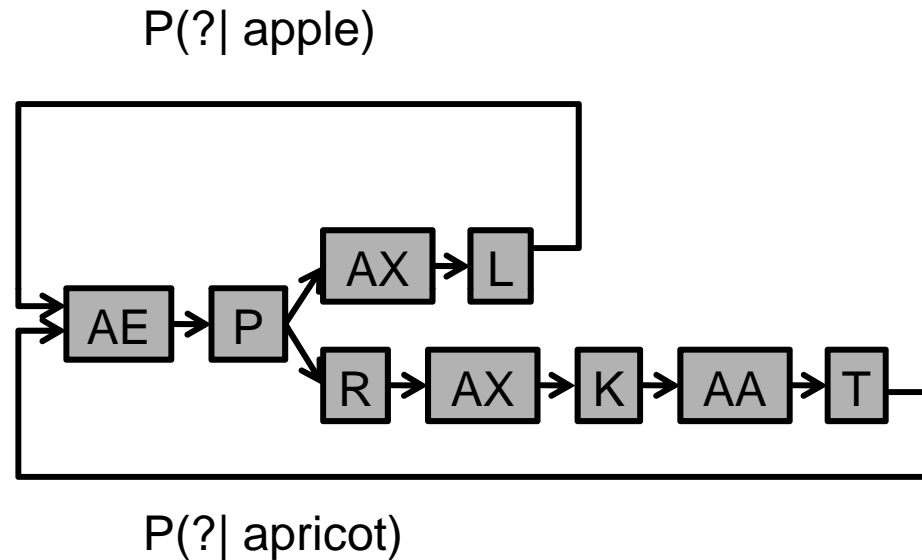 P(?| apple)
AX L
AE P
R AX K AA T
P(?| apricot)